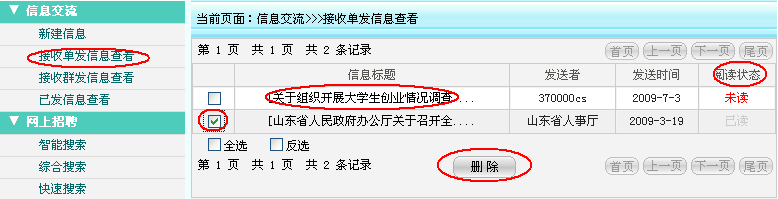 信息交流
新建信息
接收单发信息查看
接收群发信息查看
已发信息查看
网上招聘
智能搜索
综合搜索
快速搜索
当前页面：信息交流>>>接收单发信息查看
第 1 页 共 1 页 共 2 条记录 首页 上一页 下一页 尾页
信息标题 发送者 发送时间 阅读状态
[关于组织开展大学生创业情况调查.... 370000cs 2009-7-3 未读
[山东省人民政府办公厅关于召开全.... 山东省人事厅 2009-3-19 已读
全选 反选
第 1 页 共 1 页 共 2 条记录 删 除 首页 上一页 下一页 尾页